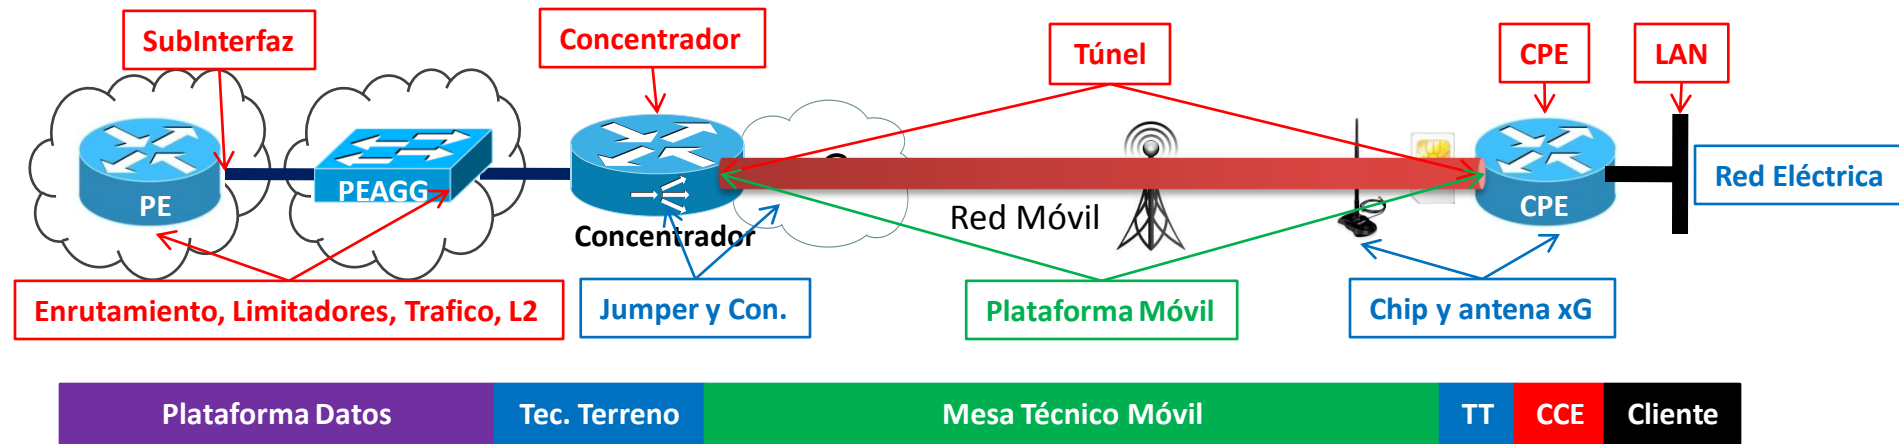 SubInterfaz
Concentrador
Túnel
CPE
LAN
PE
PEAGG
Concentrador
Red Móvil
CPE
Red Eléctrica
Enrutamiento, Limitadores, Trafico, L2
Jumper y Con.
Plataforma Móvil
Chip y antena xG
Plataforma Datos
Tec. Terreno
Mesa Técnico Móvil
TT
CCE
Cliente